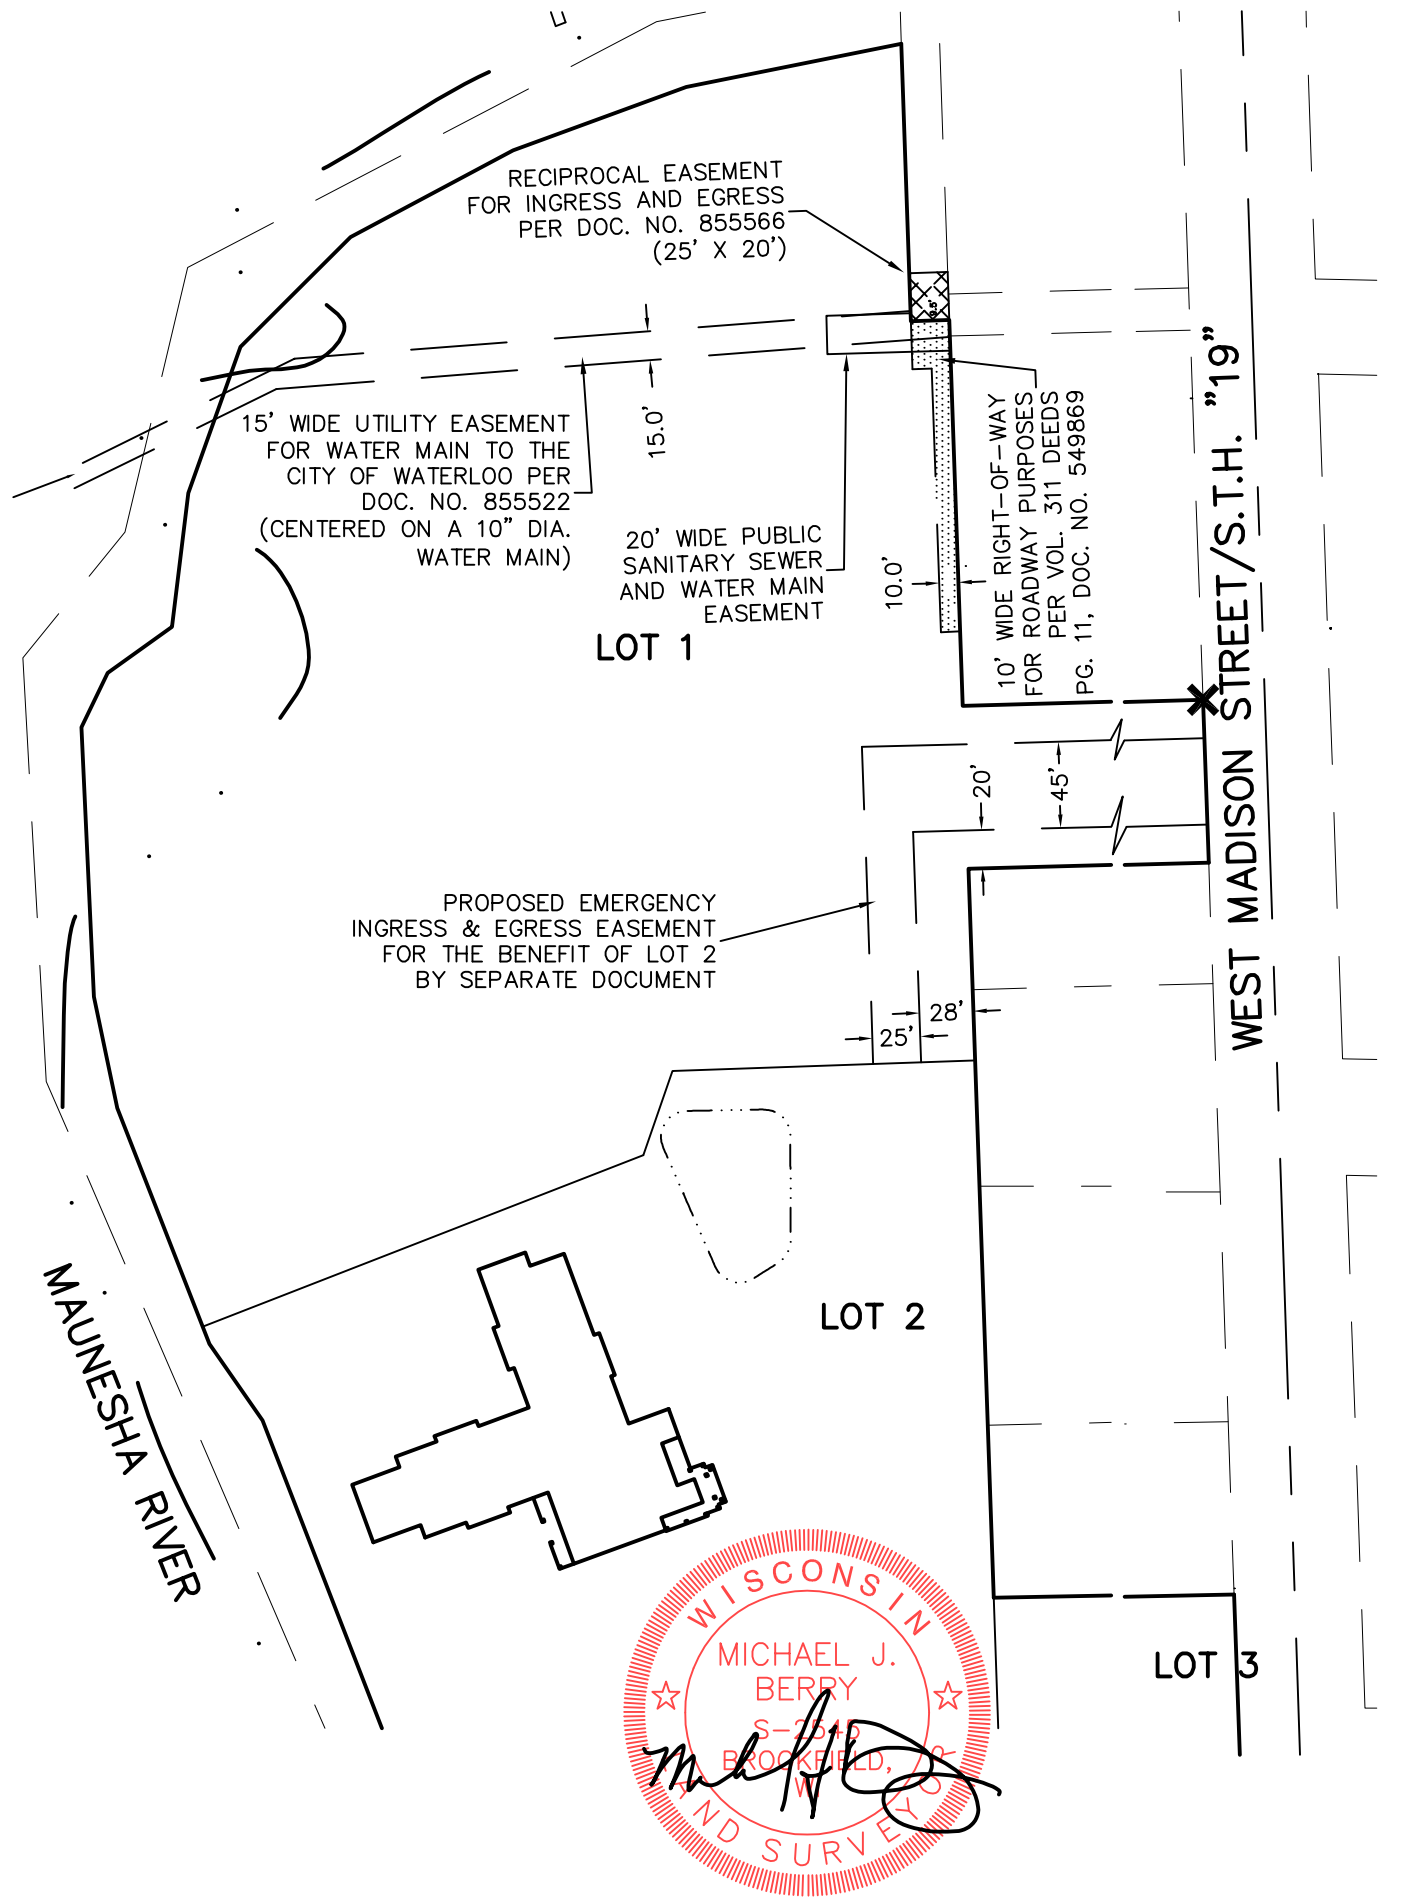 RECIPROCAL EASEMENT
FOR INGRESS AND EGRESS
PER DOC. NO. 855566
(25' X 20')
9.5'
15' WIDE UTILITY EASEMENT
FOR WATER MAIN TO THE
CITY OF WATERLOO PER
DOC. NO. 855522
(CENTERED ON A 10" DIA.
WATER MAIN)
15.0'
20' WIDE PUBLIC
SANITARY SEWER
AND WATER MAIN
EASEMENT
10.0'
10' WIDE RIGHT-OF-WAY
FOR ROADWAY PURPOSES
PER VOL. 311 DEEDS
PG. 11, DOC. NO. 549869
WEST MADISON STREET/S.T.H. "19"
LOT 1
20'
45'
PROPOSED EMERGENCY
INGRESS & EGRESS EASEMENT
FOR THE BENEFIT OF LOT 2
BY SEPARATE DOCUMENT
28'
25'
MAUNESHA RIVER
LOT 2
LOT 3
WISCONSIN
MICHAEL J.
BERRY
S-2545
BROOKFIELD,
WI
LAND SURVEYOR